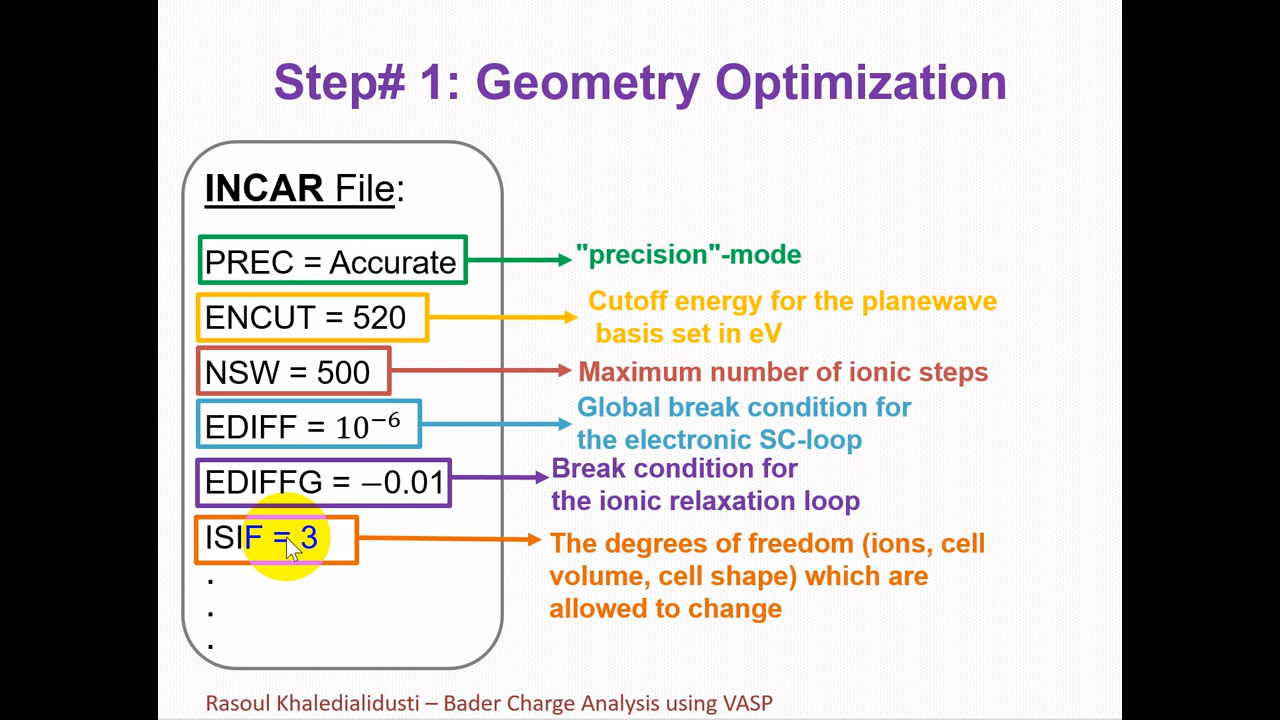 Step# 1: Geometry Optimization
INCAR File:
PREC = Accurate
"precision"-mode
ENCUT = 520
Cutoff energy for the planewave
basis set in eV
NSW = 500
Maximum number of ionic steps
EDIFF = 10⁻⁶
Global break condition for
the electronic SC-loop
EDIFFG = −0.01
Break condition for
the ionic relaxation loop
ISIF = 3
The degrees of freedom (ions, cell
volume, cell shape) which are
allowed to change
.
.
.
Rasoul Khaledialidusti – Bader Charge Analysis using VASP